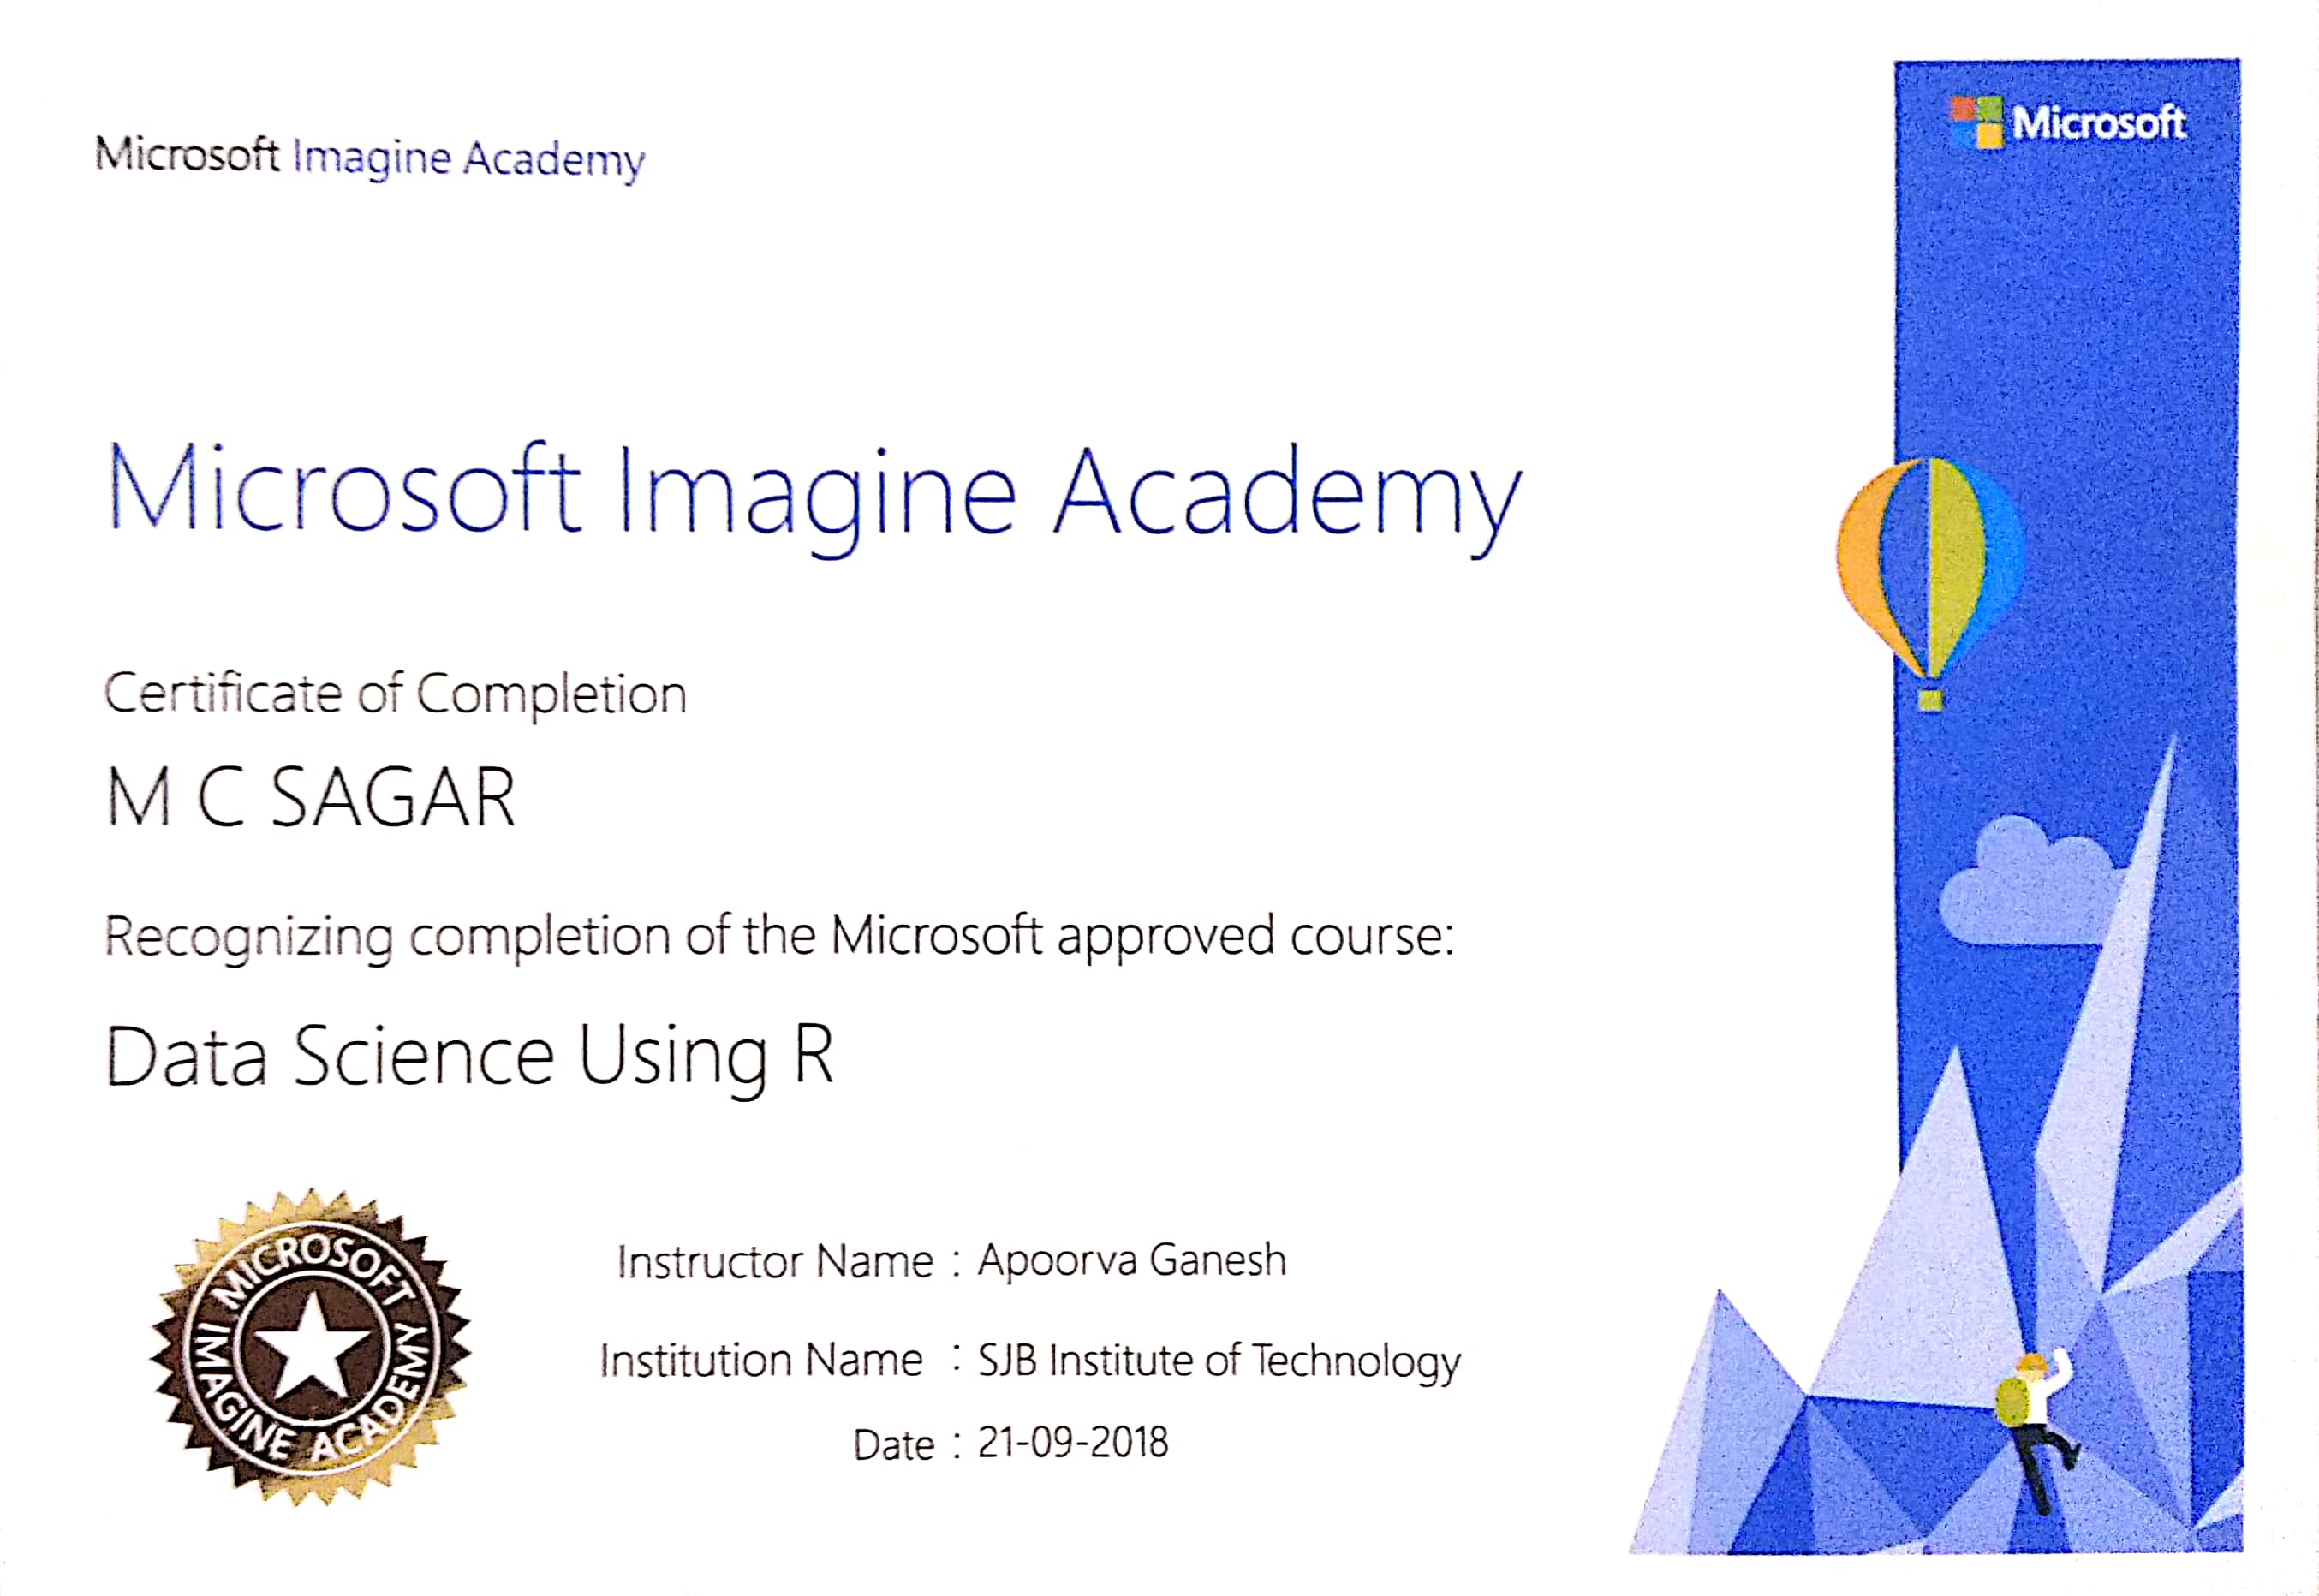 Microsoft
Microsoft Imagine Academy
Microsoft Imagine Academy
Certificate of Completion
M C SAGAR
Recognizing completion of the Microsoft approved course:
Data Science Using R
MICROSOFT IMAGINE ACADEMY
Instructor Name : Apoorva Ganesh
Institution Name : SJB Institute of Technology
Date : 21-09-2018